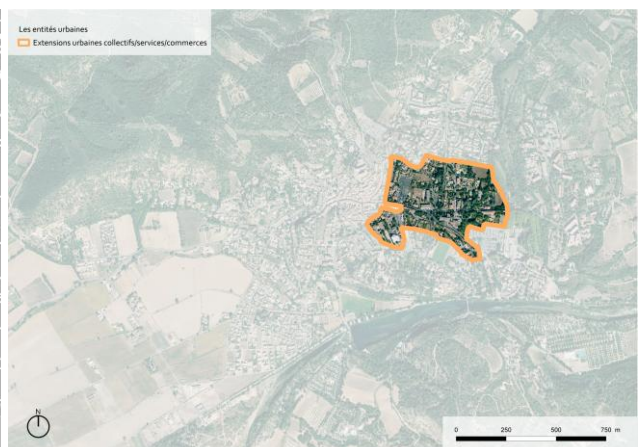 Les entités urbaines
Extensions urbaines collectifs/services/commerces
N
0 250 500 750 m